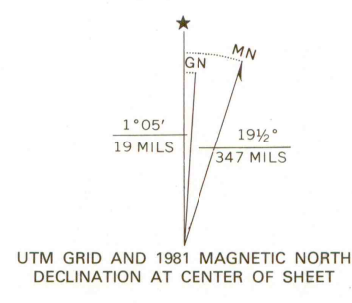 ★
MN
GN
1°05′
19 MILS
19½°
347 MILS
UTM GRID AND 1981 MAGNETIC NORTH
DECLINATION AT CENTER OF SHEET